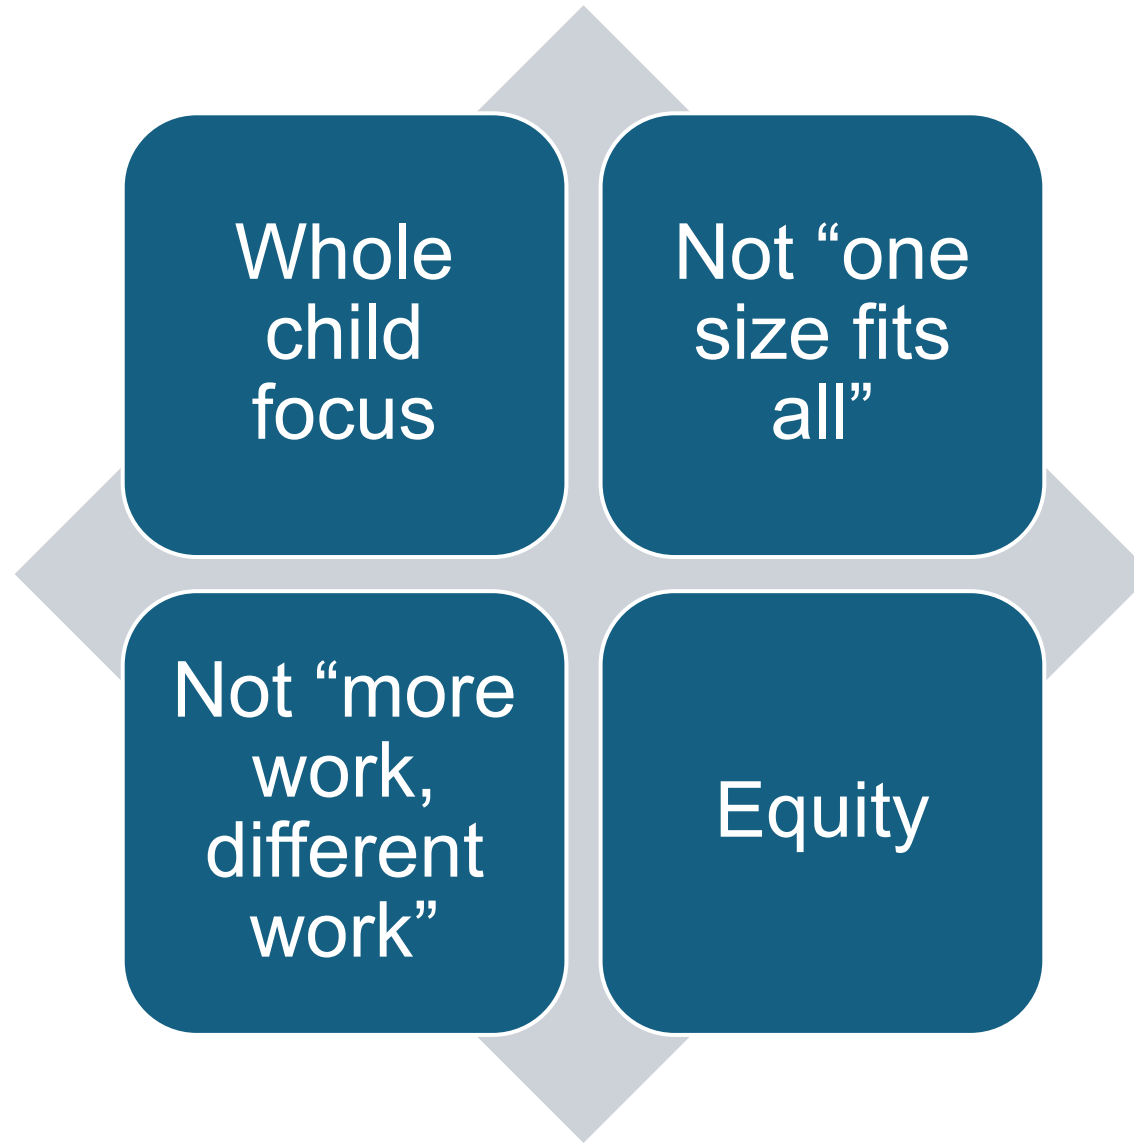 Whole
child
focus
Not “one
size fits
all”
Not “more
work,
different
work”
Equity